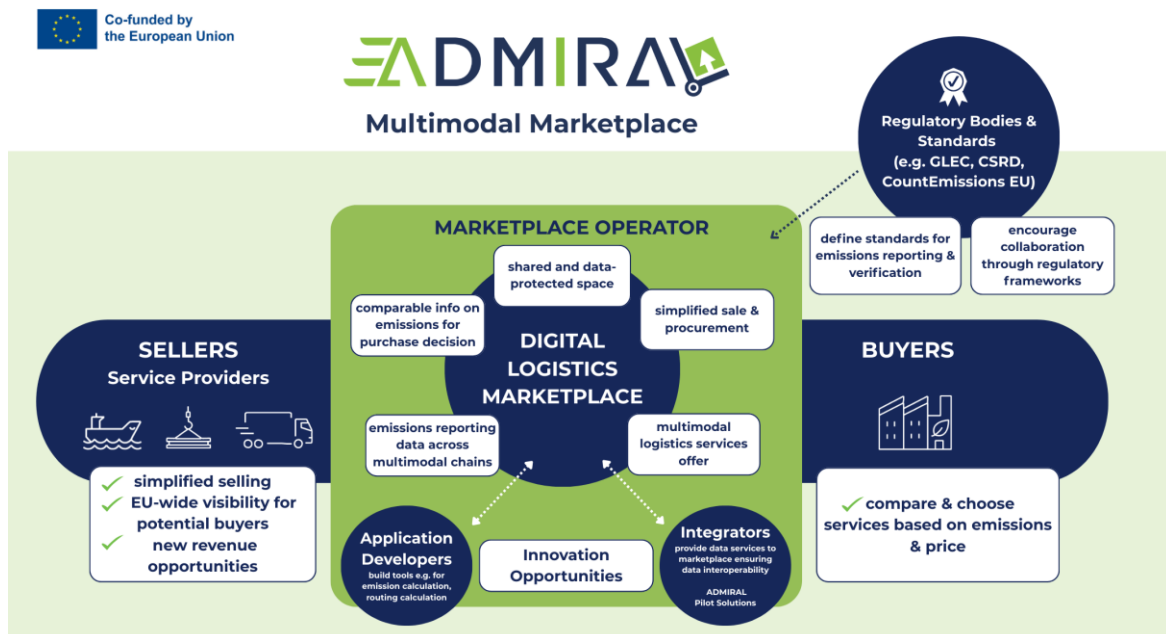 Co-funded by
the European Union
ADMIRAL
Multimodal Marketplace
Regulatory Bodies &
Standards
(e.g. GLEC, CSRD,
CountEmissions EU)
define standards for
emissions reporting &
verification
encourage
collaboration
through regulatory
frameworks
MARKETPLACE OPERATOR
shared and data-
protected space
comparable info on
emissions for
purchase decision
simplified sale &
procurement
DIGITAL
LOGISTICS
MARKETPLACE
emissions reporting
data across
multimodal chains
multimodal
logistics services
offer
SELLERS
Service Providers
simplified selling
EU-wide visibility for
potential buyers
new revenue
opportunities
BUYERS
compare & choose
services based on emissions
& price
Application
Developers
build tools e.g. for
emission calculation,
routing calculation
Innovation
Opportunities
Integrators
provide data services to
marketplace ensuring
data interoperability
ADMIRAL
Pilot Solutions